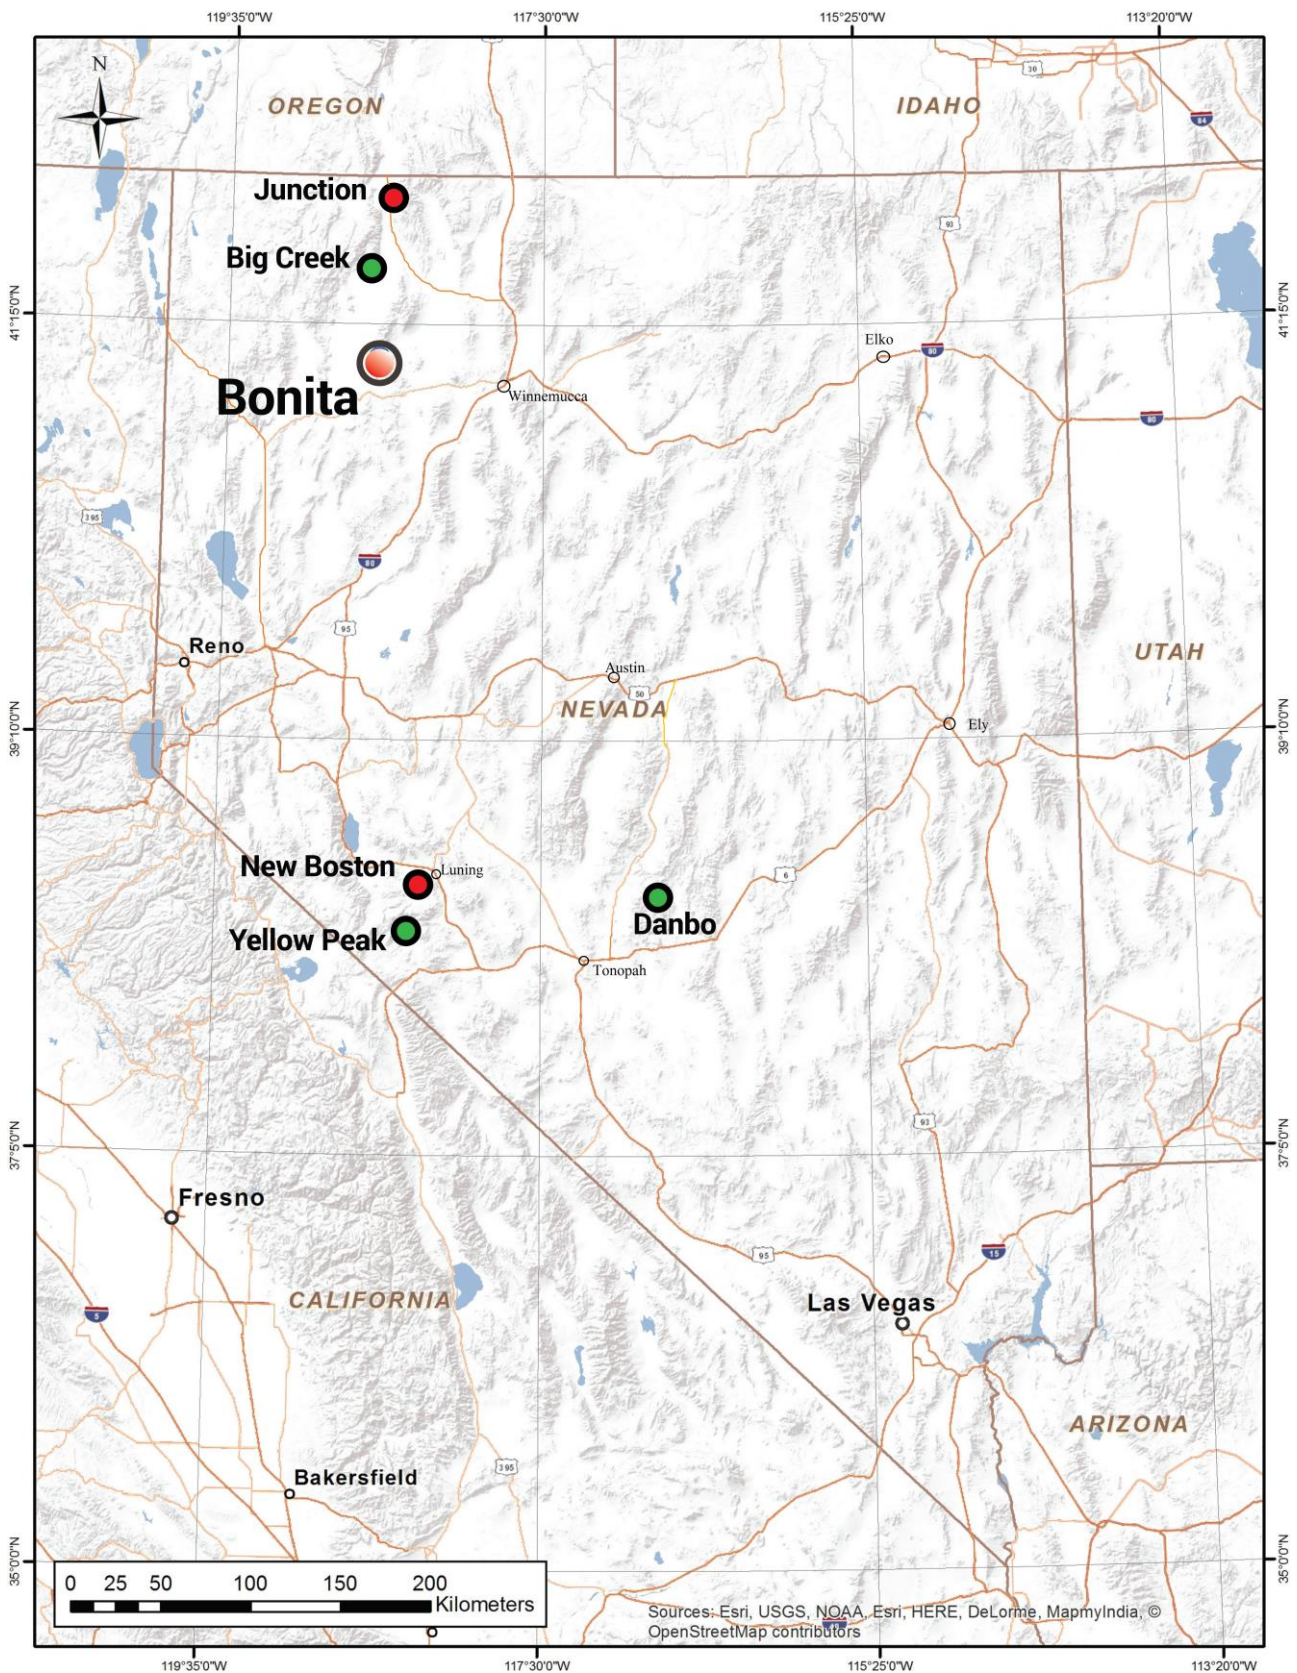 119°35'0"W
117°30'0"W
115°25'0"W
113°20'0"W
N
OREGON
IDAHO
30
84
Junction
Big Creek
93
41°15'0"N
41°15'0"N
Elko
80
Bonita
Winnemucca
80
395
80
95
Reno
UTAH
Austin
50
NEVADA
Ely
39°10'0"N
39°10'0"N
New Boston
Luning
6
Yellow Peak
Danbo
Tonopah
93
37°5'0"N
37°5'0"N
Fresno
95
15
CALIFORNIA
Las Vegas
5
ARIZONA
395
Bakersfield
35°0'0"N
35°0'0"N
0 25 50 100 150 200
Kilometers
Sources: Esri, USGS, NOAA, Esri, HERE, DeLorme, MapmyIndia, ©
OpenStreetMap contributors
119°35'0"W
117°30'0"W
115°25'0"W
113°20'0"W